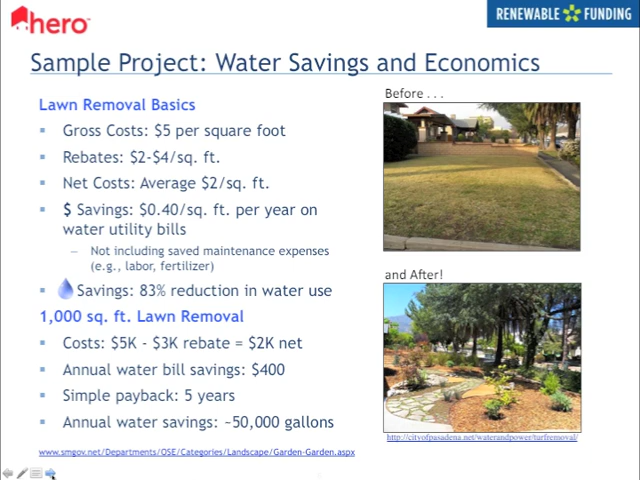 hero
RENEWABLE FUNDING
Sample Project: Water Savings and Economics
Lawn Removal Basics
▪ Gross Costs: $5 per square foot
▪ Rebates: $2-$4/sq. ft.
▪ Net Costs: Average $2/sq. ft.
▪ $ Savings: $0.40/sq. ft. per year on
water utility bills
– Not including saved maintenance expenses
(e.g., labor, fertilizer)
▪ Savings: 83% reduction in water use
1,000 sq. ft. Lawn Removal
▪ Costs: $5K - $3K rebate = $2K net
▪ Annual water bill savings: $400
▪ Simple payback: 5 years
▪ Annual water savings: ~50,000 gallons
www.smgov.net/Departments/OSE/Categories/Landscape/Garden-Garden.aspx
Before . . .
and After!
http://cityofpasadena.net/waterandpower/turfremoval/